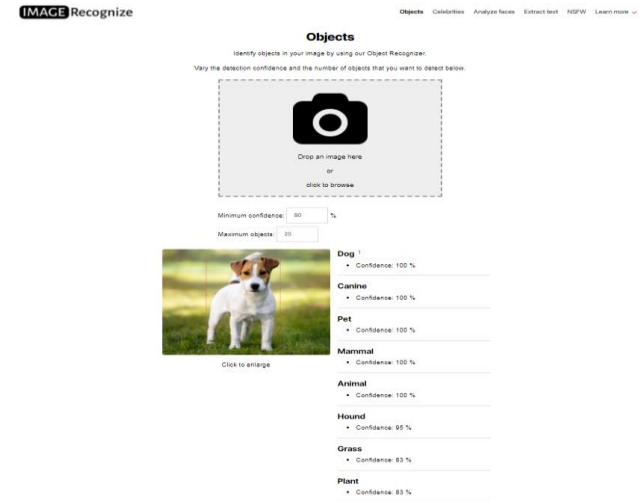 IMAGE Recognize
Objects Celebrities Analyze faces Extract text NSFW Learn more
Objects
Identify objects in your image by using our Object Recognizer.
Vary the detection confidence and the number of objects that you want to detect below.
Drop an image here
or
click to browse
Minimum confidence: 80 %
Maximum objects: 20
Dog 1
• Confidence: 100 %
Canine
• Confidence: 100 %
Pet
• Confidence: 100 %
Mammal
• Confidence: 100 %
Click to enlarge
Animal
• Confidence: 100 %
Hound
• Confidence: 95 %
Grass
• Confidence: 83 %
Plant
• Confidence: 83 %